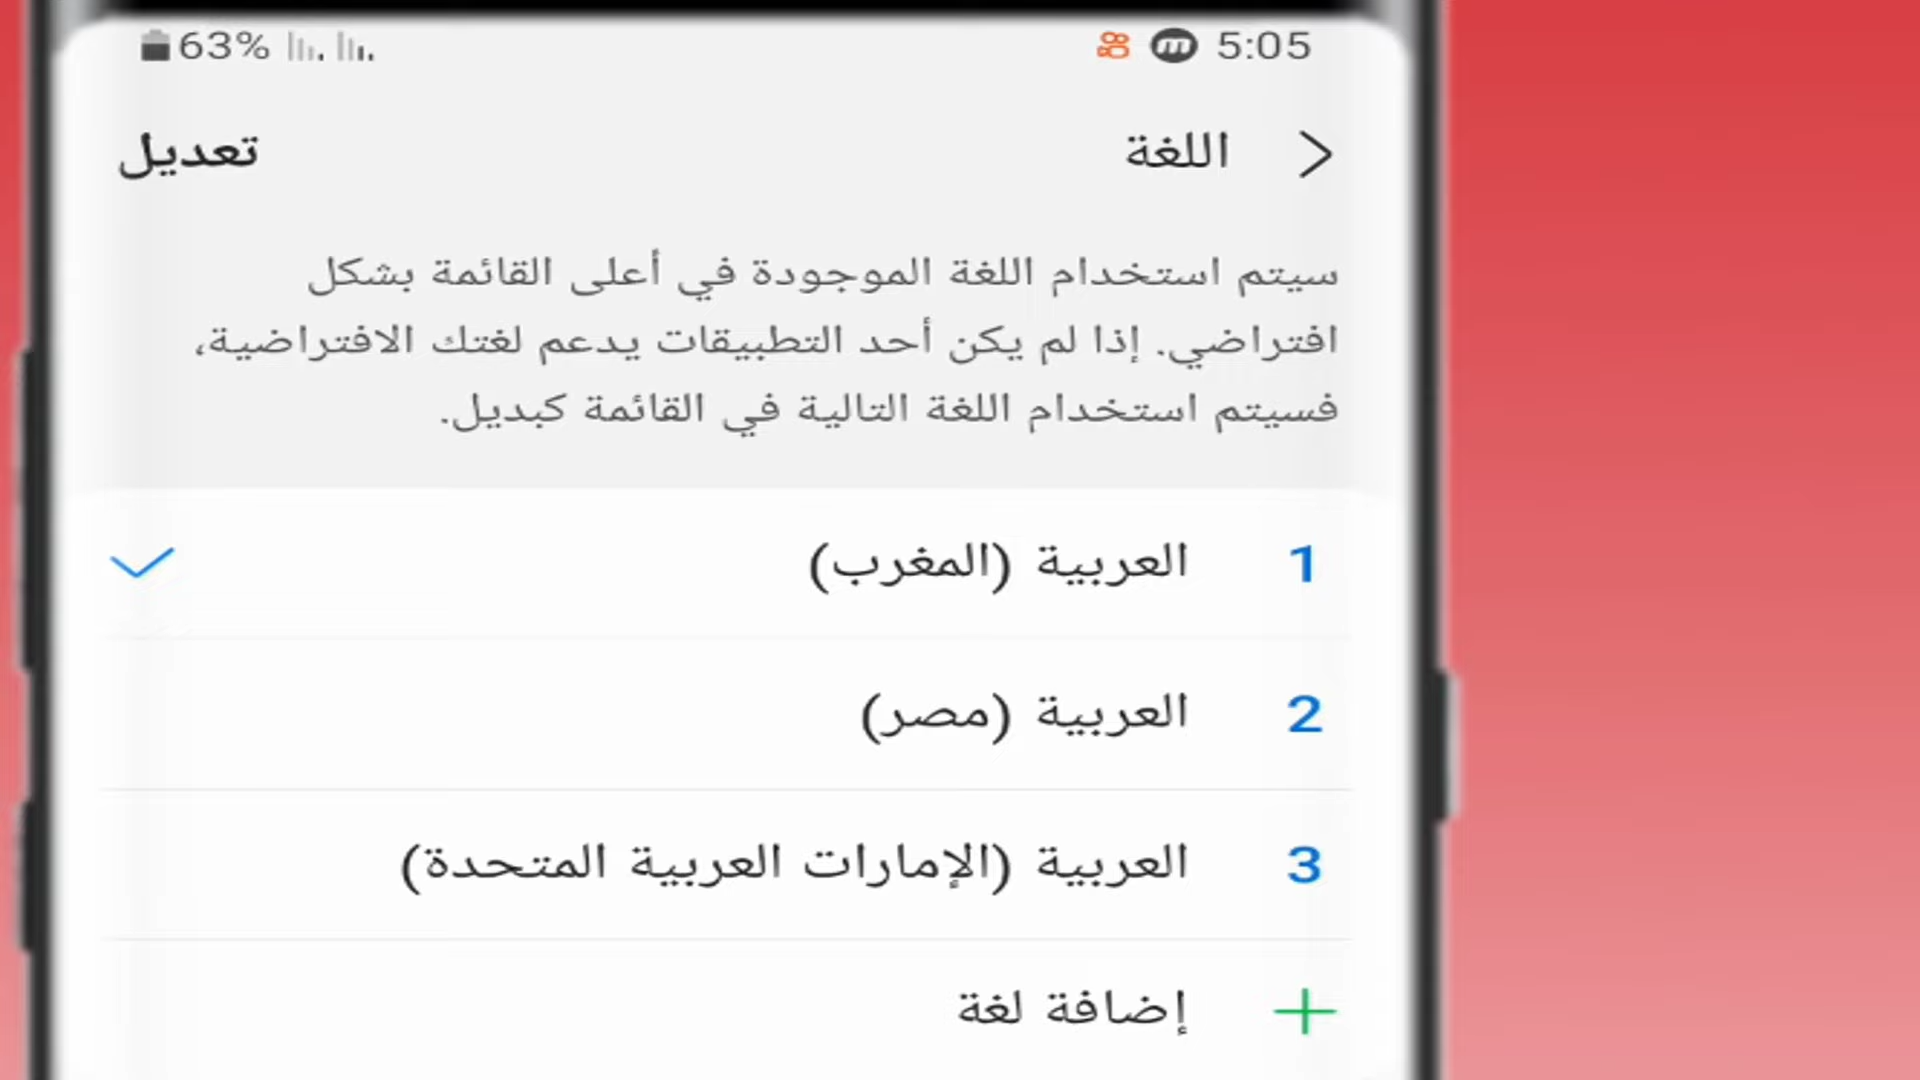 5:05 63%
اللغة تعديل
سيتم استخدام اللغة الموجودة في أعلى القائمة بشكل
افتراضي. إذا لم يكن أحد التطبيقات يدعم لغتك الافتراضية،
فسيتم استخدام اللغة التالية في القائمة كبديل.
1 العربية (المغرب)
2 العربية (مصر)
3 العربية (الإمارات العربية المتحدة)
إضافة لغة